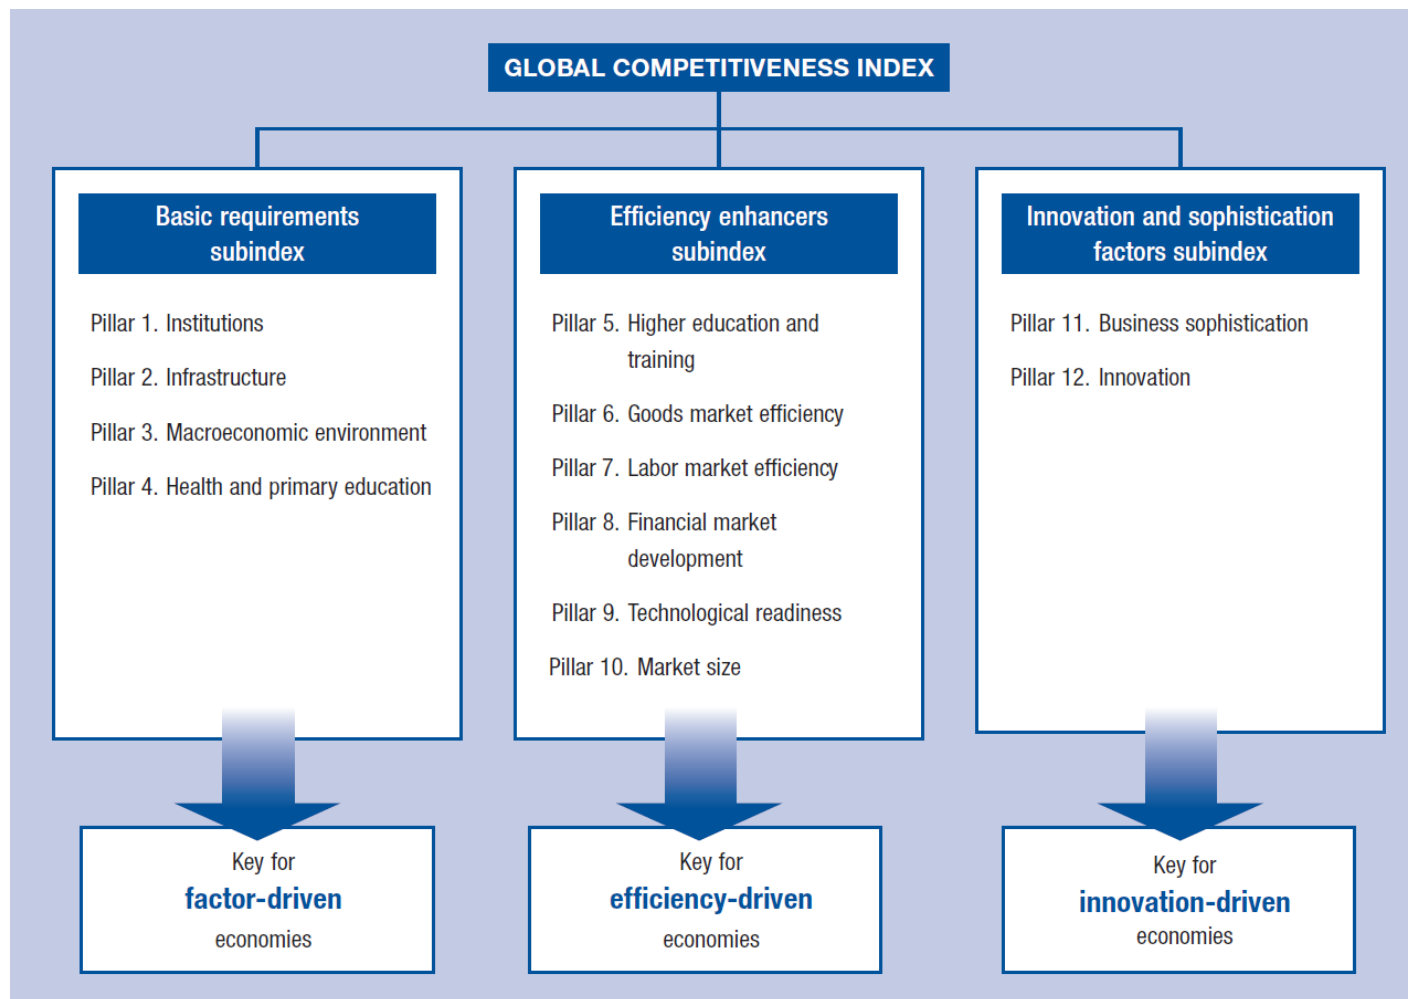 GLOBAL COMPETITIVENESS INDEX
Basic requirements
subindex
Pillar 1. Institutions
Pillar 2. Infrastructure
Pillar 3. Macroeconomic environment
Pillar 4. Health and primary education
Key for
factor-driven
economies
Efficiency enhancers
subindex
Pillar 5. Higher education and
training
Pillar 6. Goods market efficiency
Pillar 7. Labor market efficiency
Pillar 8. Financial market
development
Pillar 9. Technological readiness
Pillar 10. Market size
Key for
efficiency-driven
economies
Innovation and sophistication
factors subindex
Pillar 11. Business sophistication
Pillar 12. Innovation
Key for
innovation-driven
economies